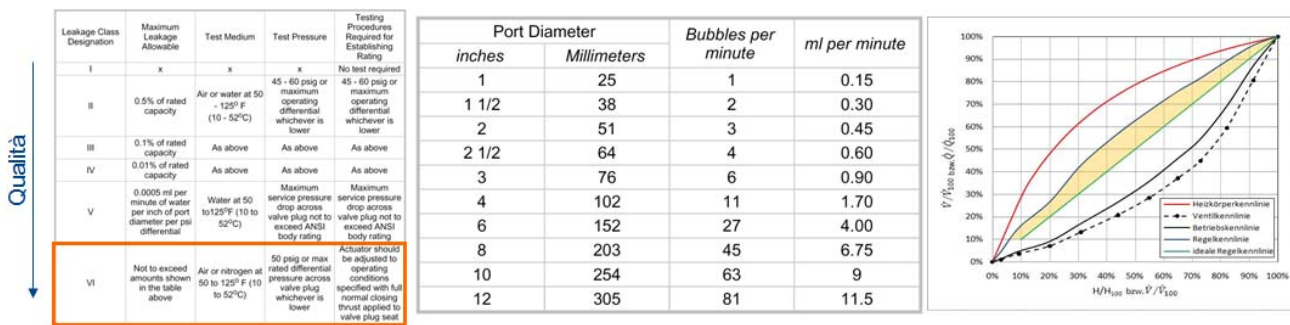 Qualità
Leakage Class Designation | Maximum Leakage Allowable | Test Medium | Test Pressure | Testing Procedures Required for Establishing Rating
I | x | x | x | No test required
II | 0.5% of rated capacity | Air or water at 50 - 125⁰ F (10 - 52⁰C) | 45 - 60 psig or maximum operating differential whichever is lower | 45 - 60 psig or maximum operating differential whichever is lower
III | 0.1% of rated capacity | As above | As above | As above
IV | 0.01% of rated capacity | As above | As above | As above
V | 0.0005 ml per minute of water per inch of port diameter per psi differential | Water at 50 to125⁰F (10 to 52⁰C) | Maximum service pressure drop across valve plug not to exceed ANSI body rating | Maximum service pressure drop across valve plug not to exceed ANSI body rating
VI | Not to exceed amounts shown in the table above | Air or nitrogen at 50 to 125⁰ F (10 to 52⁰C) | 50 psig or max rated differential pressure across valve plug whichever is lower | Actuator should be adjusted to operating conditions specified with full normal closing thrust applied to valve plug seat
Port Diameter | Bubbles per minute | ml per minute
inches | Millimeters
1 | 25 | 1 | 0.15
1 1/2 | 38 | 2 | 0.30
2 | 51 | 3 | 0.45
2 1/2 | 64 | 4 | 0.60
3 | 76 | 6 | 0.90
4 | 102 | 11 | 1.70
6 | 152 | 27 | 4.00
8 | 203 | 45 | 6.75
10 | 254 | 63 | 9
12 | 305 | 81 | 11.5
V̇/V̇₁₀₀ bzw. Q̇/Q̇₁₀₀
100%
90%
80%
70%
60%
50%
40%
30%
20%
10%
0%
Heizkörperkennlinie
Ventilkennlinie
Betriebskennlinie
Regelkennlinie
ideale Regelkennlinie
0% 10% 20% 30% 40% 50% 60% 70% 80% 90% 100%
H/H₁₀₀ bzw. V̇/V̇₁₀₀